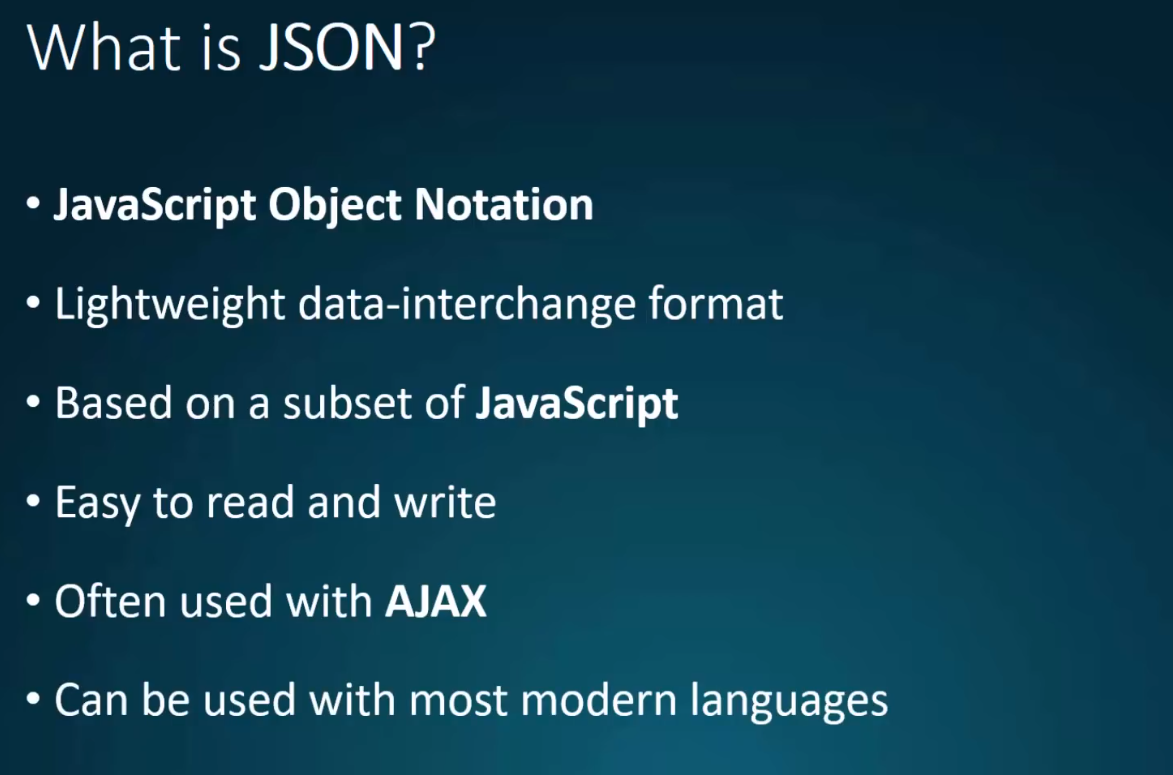 What is JSON?
• JavaScript Object Notation
• Lightweight data-interchange format
• Based on a subset of JavaScript
• Easy to read and write
• Often used with AJAX
• Can be used with most modern languages